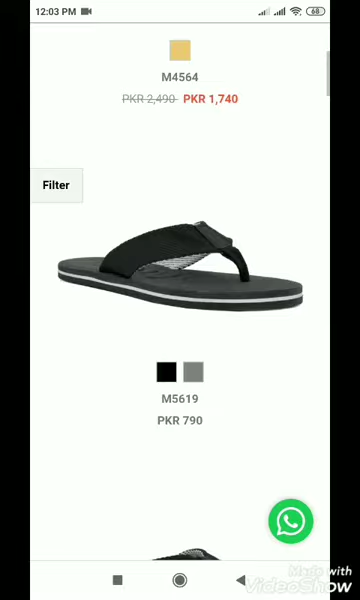 12:03 PM
68
M4564
PKR 2,490 PKR 1,740
Filter
M5619
PKR 790
Made with
VideoShow